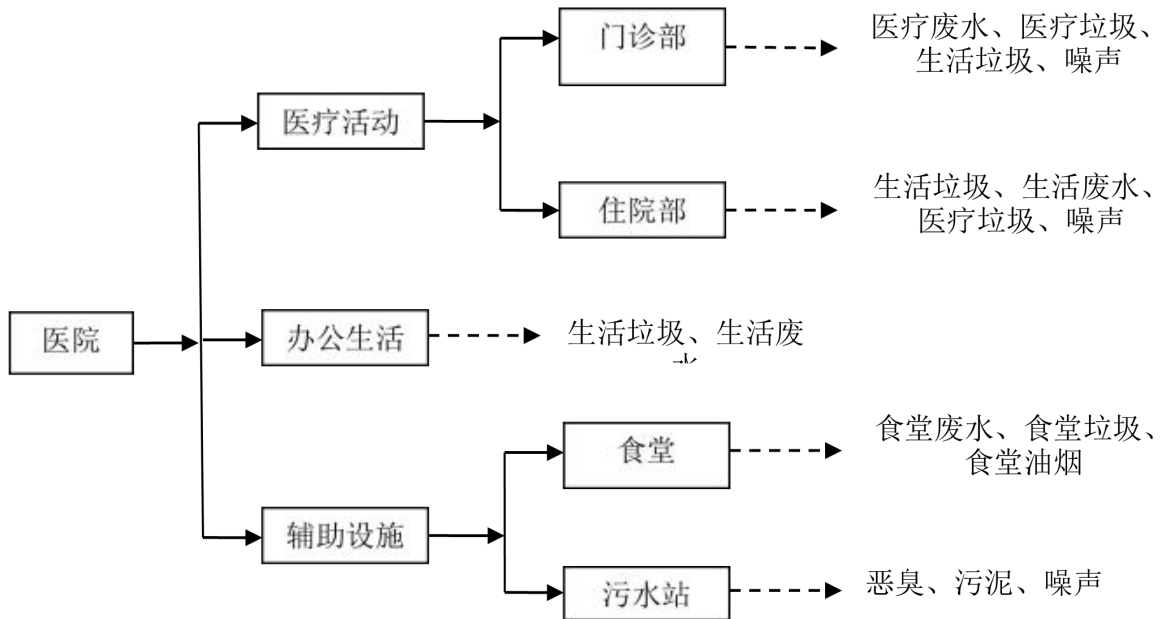 门诊部
医疗废水、医疗垃圾、
生活垃圾、噪声
医疗活动
住院部
生活垃圾、生活废水、
医疗垃圾、噪声
医院
办公生活
生活垃圾、生活废
水
食堂
食堂废水、食堂垃圾、
食堂油烟
辅助设施
污水站
恶臭、污泥、噪声